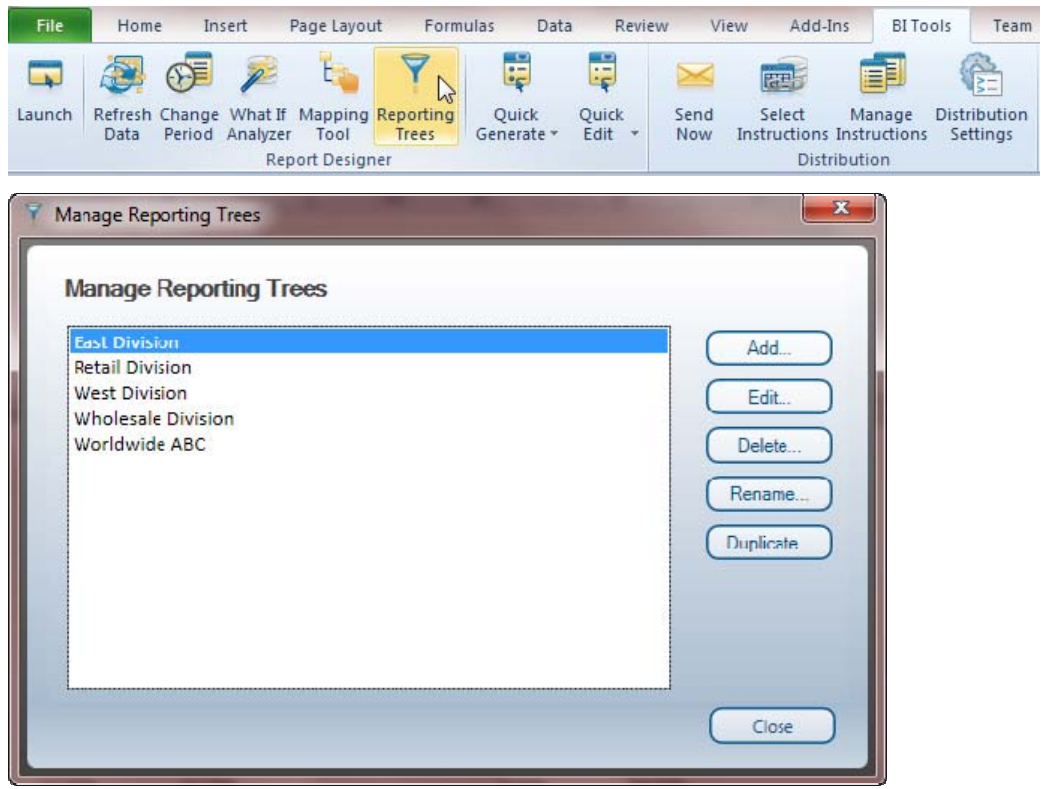 File Home Insert Page Layout Formulas Data Review View Add-Ins BI Tools Team
Launch Refresh Data Change Period What If Analyzer Mapping Tool Reporting Trees Quick Generate Quick Edit Send Now Select Instructions Manage Instructions Distribution Settings
Report Designer Distribution
Manage Reporting Trees
Manage Reporting Trees
East Division
Retail Division
West Division
Wholesale Division
Worldwide ABC
Add...
Edit...
Delete...
Rename...
Duplicate
Close